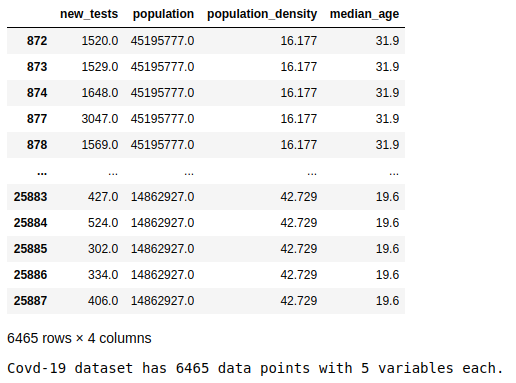 new_tests population population_density median_age
872 1520.0 45195777.0 16.177 31.9
873 1529.0 45195777.0 16.177 31.9
874 1648.0 45195777.0 16.177 31.9
877 3047.0 45195777.0 16.177 31.9
878 1569.0 45195777.0 16.177 31.9
... ... ... ... ...
25883 427.0 14862927.0 42.729 19.6
25884 524.0 14862927.0 42.729 19.6
25885 302.0 14862927.0 42.729 19.6
25886 334.0 14862927.0 42.729 19.6
25887 406.0 14862927.0 42.729 19.6
6465 rows × 4 columns
Covd-19 dataset has 6465 data points with 5 variables each.